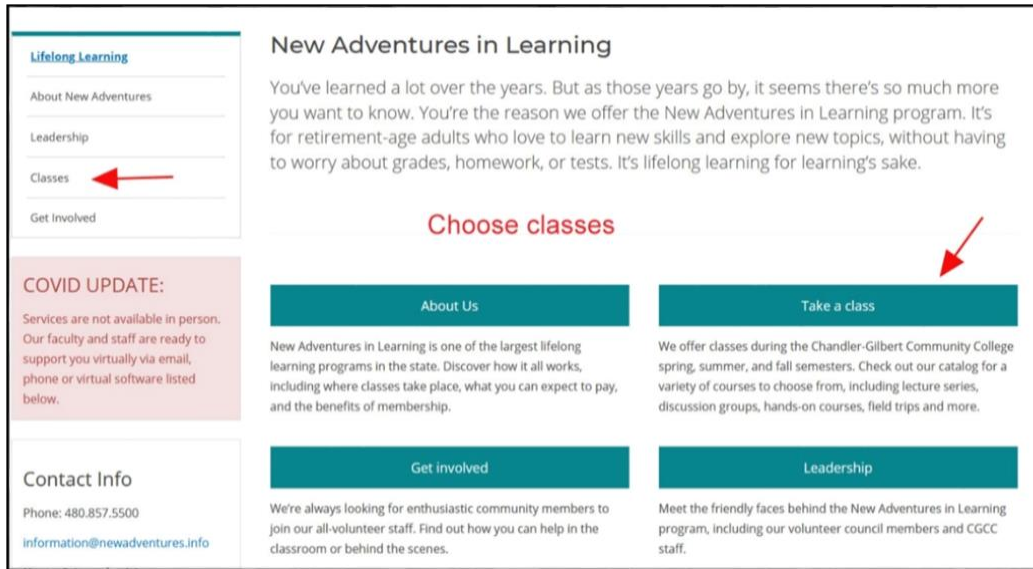 Lifelong Learning
About New Adventures
Leadership
Classes
Get Involved
COVID UPDATE:
Services are not available in person.
Our faculty and staff are ready to
support you virtually via email,
phone or virtual software listed
below.
Contact Info
Phone: 480.857.5500
information@newadventures.info
New Adventures in Learning
You've learned a lot over the years. But as those years go by, it seems there's so much more
you want to know. You're the reason we offer the New Adventures in Learning program. It's
for retirement-age adults who love to learn new skills and explore new topics, without having
to worry about grades, homework, or tests. It's lifelong learning for learning's sake.
Choose classes
About Us
New Adventures in Learning is one of the largest lifelong
learning programs in the state. Discover how it all works,
including where classes take place, what you can expect to pay,
and the benefits of membership.
Take a class
We offer classes during the Chandler-Gilbert Community College
spring, summer, and fall semesters. Check out our catalog for a
variety of courses to choose from, including lecture series,
discussion groups, hands-on courses, field trips and more.
Get involved
We're always looking for enthusiastic community members to
join our all-volunteer staff. Find out how you can help in the
classroom or behind the scenes.
Leadership
Meet the friendly faces behind the New Adventures in Learning
program, including our volunteer council members and CGCC
staff.